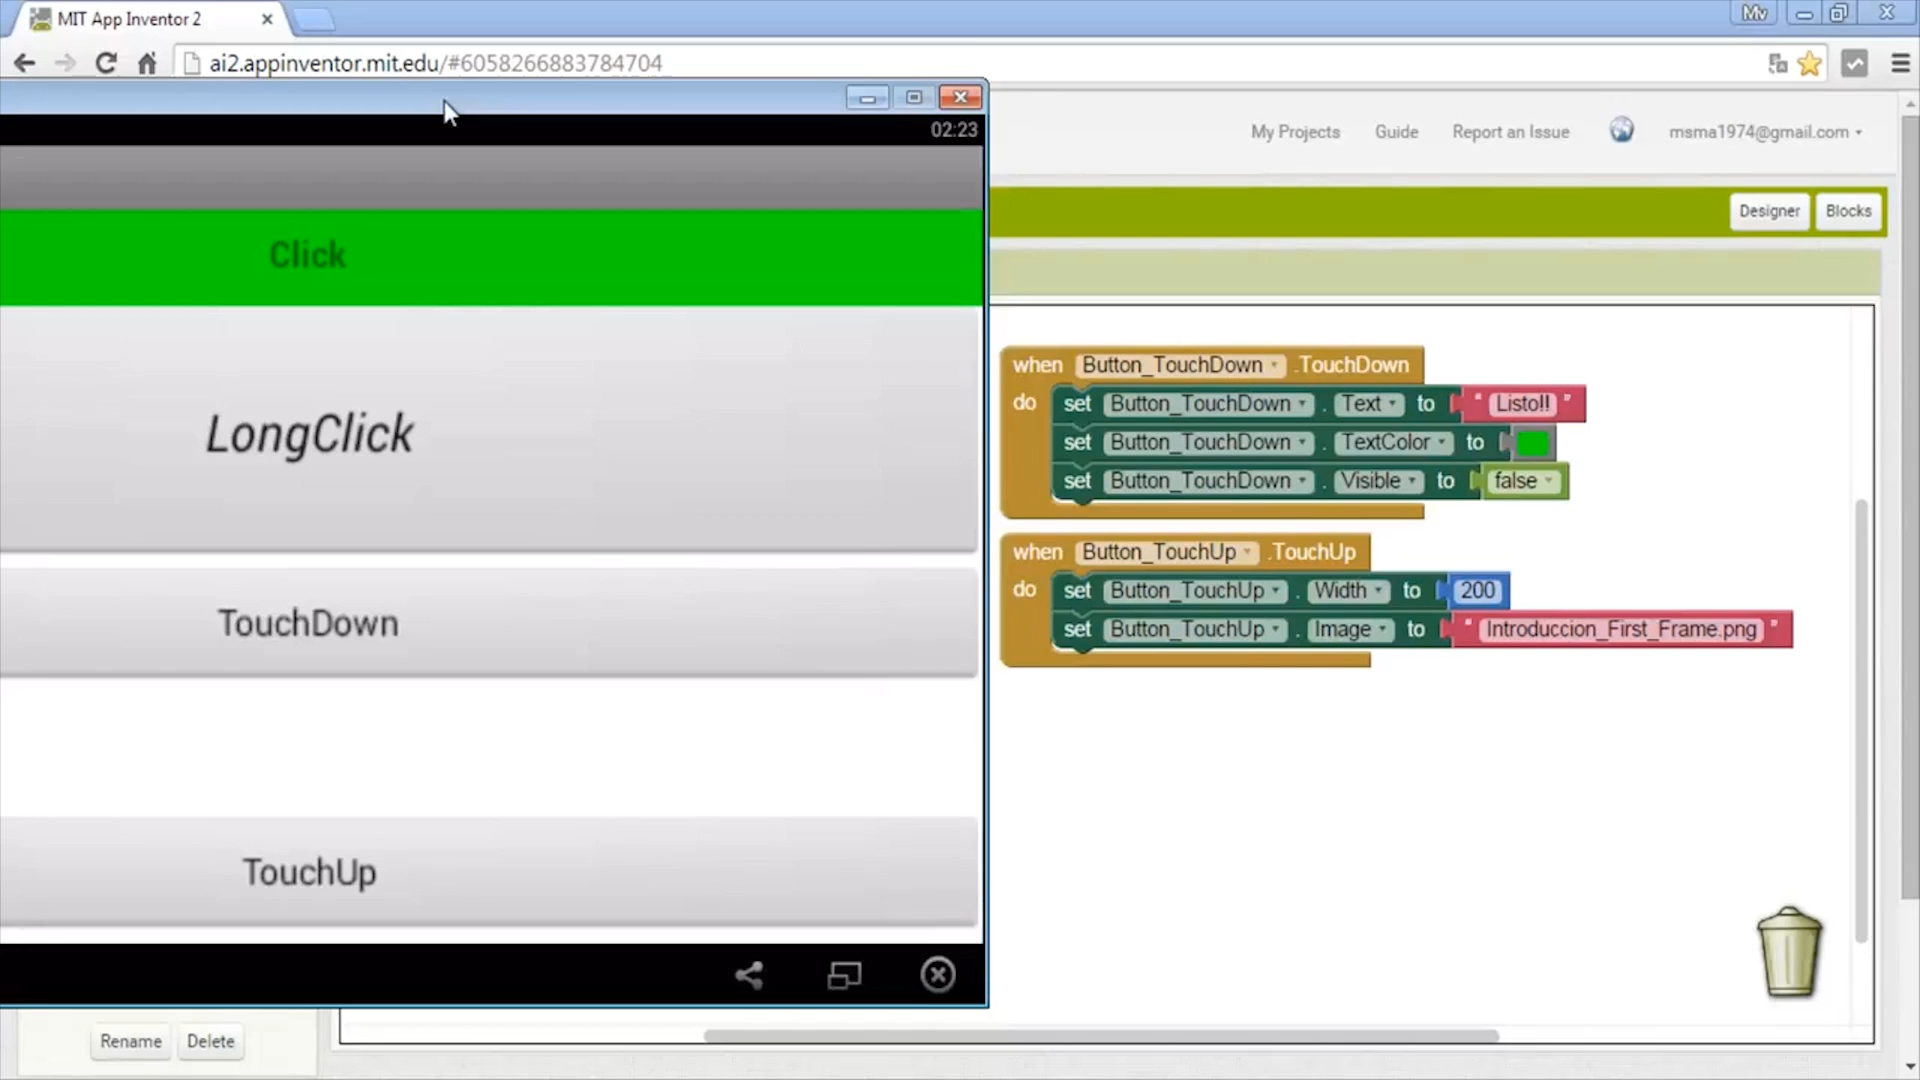 MIT App Inventor 2
Mv
ai2.appinventor.mit.edu/#6058266883784704
02:23
My Projects Guide Report an Issue msma1974@gmail.com
Designer Blocks
Click
LongClick
TouchDown
TouchUp
when Button_TouchDown .TouchDown
do set Button_TouchDown . Text to " Listo!! "
set Button_TouchDown . TextColor to
set Button_TouchDown . Visible to false
when Button_TouchUp .TouchUp
do set Button_TouchUp . Width to 200
set Button_TouchUp . Image to " Introduccion_First_Frame.png "
Rename Delete